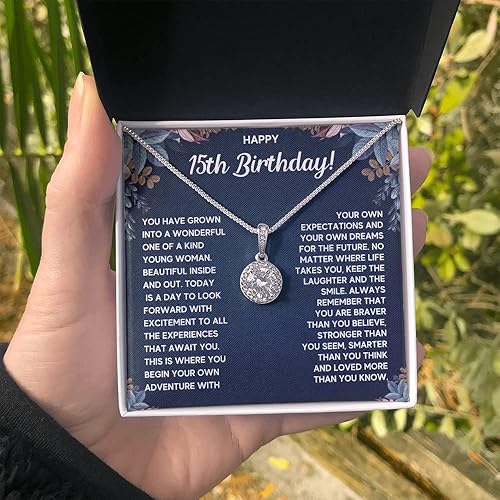 HAPPY
15th Birthday!
YOU HAVE GROWN
INTO A WONDERFUL
ONE OF A KIND
YOUNG WOMAN.
BEAUTIFUL INSIDE
AND OUT. TODAY
IS A DAY TO LOOK
FORWARD WITH
EXCITEMENT TO ALL
THE EXPERIENCES
THAT AWAIT YOU.
THIS IS WHERE YOU
BEGIN YOUR OWN
ADVENTURE WITH
YOUR OWN
EXPECTATIONS AND
YOUR OWN DREAMS
FOR THE FUTURE. NO
MATTER WHERE LIFE
TAKES YOU, KEEP THE
LAUGHTER AND THE
SMILE. ALWAYS
REMEMBER THAT
YOU ARE BRAVER
THAN YOU BELIEVE,
STRONGER THAN
YOU SEEM, SMARTER
THAN YOU THINK
AND LOVED MORE
THAN YOU KNOW.